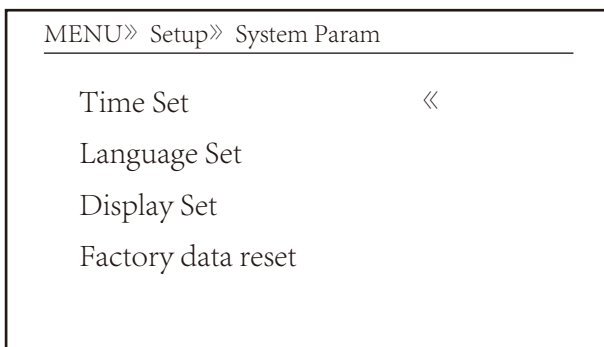 MENU》 Setup》 System Param
Time Set 《
Language Set
Display Set
Factory data reset